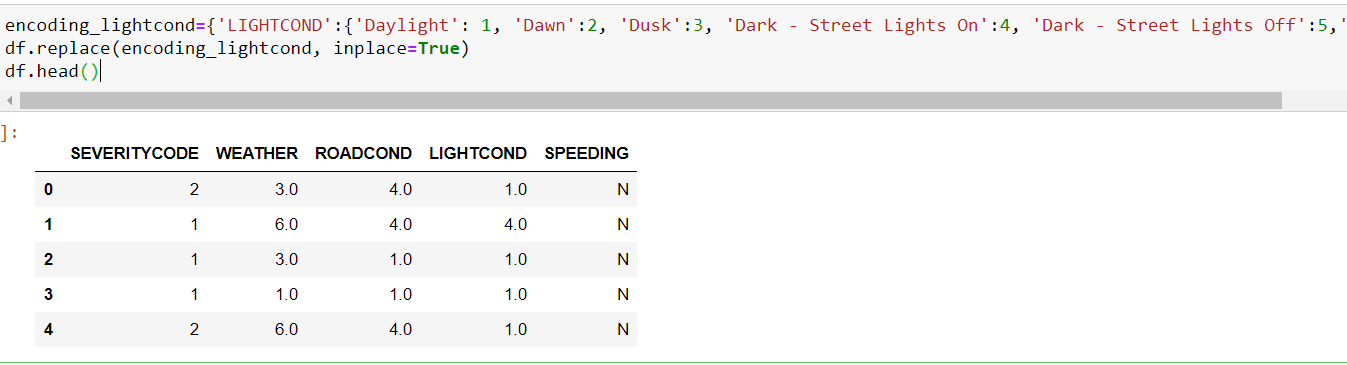 encoding_lightcond={'LIGHTCOND':{'Daylight': 1, 'Dawn':2, 'Dusk':3, 'Dark - Street Lights On':4, 'Dark - Street Lights Off':5,'
df.replace(encoding_lightcond, inplace=True)
df.head()
]:
SEVERITYCODE WEATHER ROADCOND LIGHTCOND SPEEDING
0 2 3.0 4.0 1.0 N
1 1 6.0 4.0 4.0 N
2 1 3.0 1.0 1.0 N
3 1 1.0 1.0 1.0 N
4 2 6.0 4.0 1.0 N